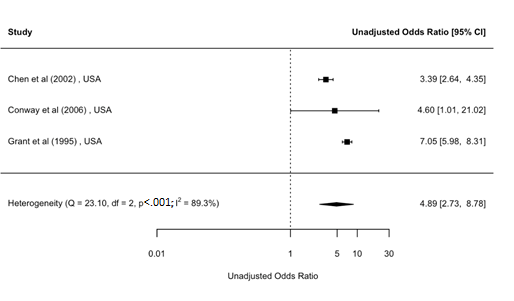 Study Unadjusted Odds Ratio [95% CI]
Chen et al (2002) , USA 3.39 [2.64, 4.35]
Conway et al (2006) , USA 4.60 [1.01, 21.02]
Grant et al (1995) , USA 7.05 [5.98, 8.31]
Heterogeneity (Q = 23.10, df = 2, p<.001; I² = 89.3%) 4.89 [2.73, 8.78]
0.01 1 5 10 30
Unadjusted Odds Ratio